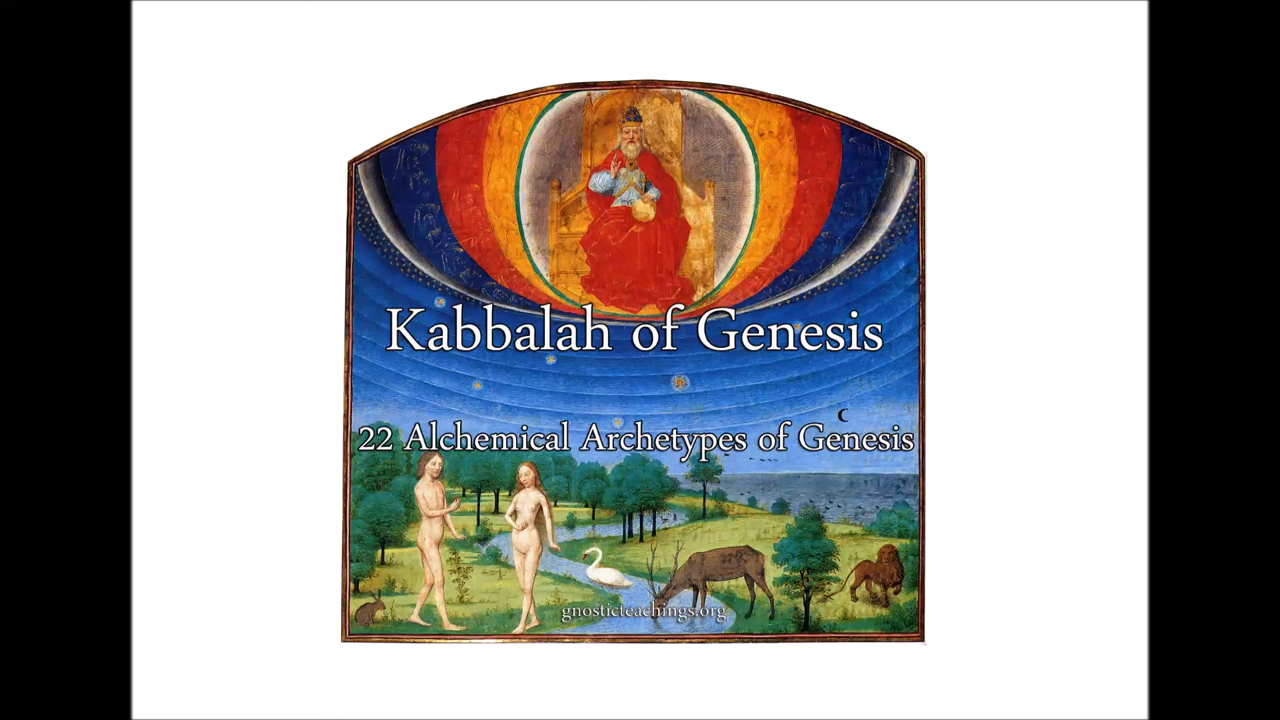 Kabbalah of Genesis
22 Alchemical Archetypes of Genesis
gnosticteachings.org